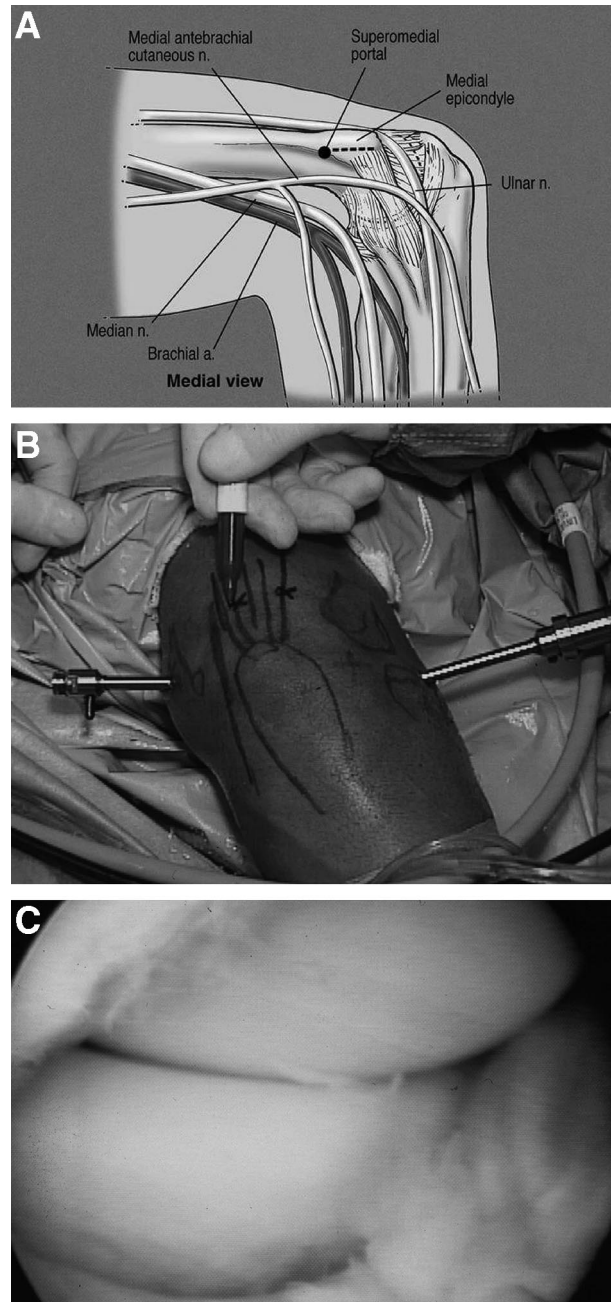 A
Medial antebrachial
cutaneous n.
Superomedial
portal
Medial
epicondyle
Ulnar n.
Median n.
Brachial a.
Medial view
B
C